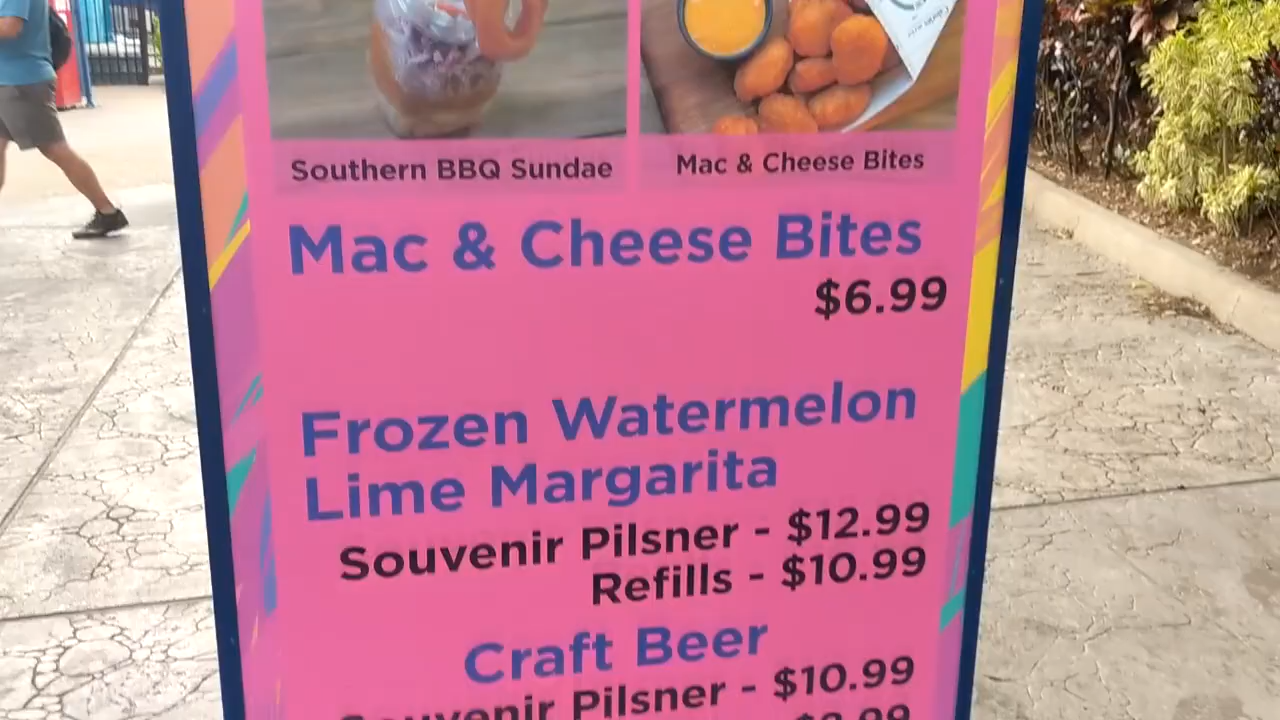 Southern BBQ Sundae
Mac & Cheese Bites
Mac & Cheese Bites
$6.99
Frozen Watermelon
Lime Margarita
Souvenir Pilsner - $12.99
Refills - $10.99
Craft Beer
Souvenir Pilsner - $10.99